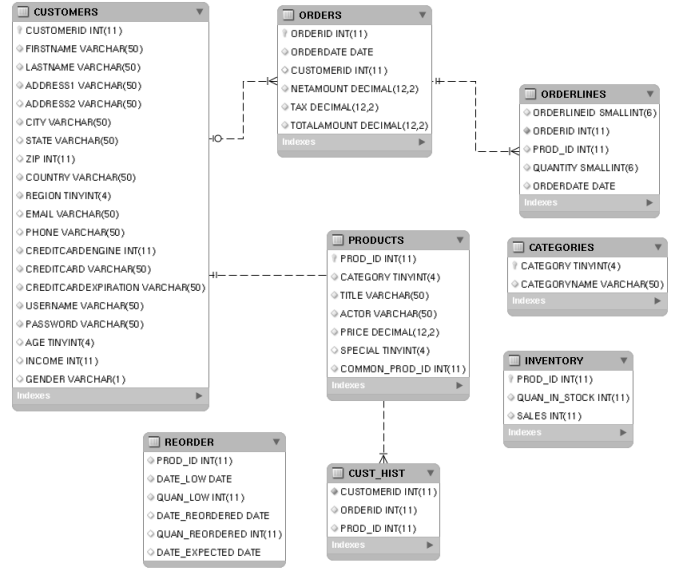 CUSTOMERS
CUSTOMERID INT(11)
FIRSTNAME VARCHAR(50)
LASTNAME VARCHAR(50)
ADDRESS1 VARCHAR(50)
ADDRESS2 VARCHAR(50)
CITY VARCHAR(50)
STATE VARCHAR(50)
ZIP INT(11)
COUNTRY VARCHAR(50)
REGION TINYINT(4)
EMAIL VARCHAR(50)
PHONE VARCHAR(50)
CREDITCARDENGINE INT(11)
CREDITCARD VARCHAR(50)
CREDITCARDEXPIRATION VARCHAR(50)
USERNAME VARCHAR(50)
PASSWORD VARCHAR(50)
AGE TINYINT(4)
INCOME INT(11)
GENDER VARCHAR(1)
Indexes
ORDERS
ORDERID INT(11)
ORDERDATE DATE
CUSTOMERID INT(11)
NETAMOUNT DECIMAL(12,2)
TAX DECIMAL(12,2)
TOTALAMOUNT DECIMAL(12,2)
Indexes
ORDERLINES
ORDERLINEID SMALLINT(6)
ORDERID INT(11)
PROD_ID INT(11)
QUANTITY SMALLINT(6)
ORDERDATE DATE
Indexes
PRODUCTS
PROD_ID INT(11)
CATEGORY TINYINT(4)
TITLE VARCHAR(50)
ACTOR VARCHAR(50)
PRICE DECIMAL(12,2)
SPECIAL TINYINT(4)
COMMON_PROD_ID INT(11)
Indexes
CATEGORIES
CATEGORY TINYINT(4)
CATEGORYNAME VARCHAR(50)
Indexes
INVENTORY
PROD_ID INT(11)
QUAN_IN_STOCK INT(11)
SALES INT(11)
Indexes
REORDER
PROD_ID INT(11)
DATE_LOW DATE
QUAN_LOW INT(11)
DATE_REORDERED DATE
QUAN_REORDERED INT(11)
DATE_EXPECTED DATE
CUST_HIST
CUSTOMERID INT(11)
ORDERID INT(11)
PROD_ID INT(11)
Indexes